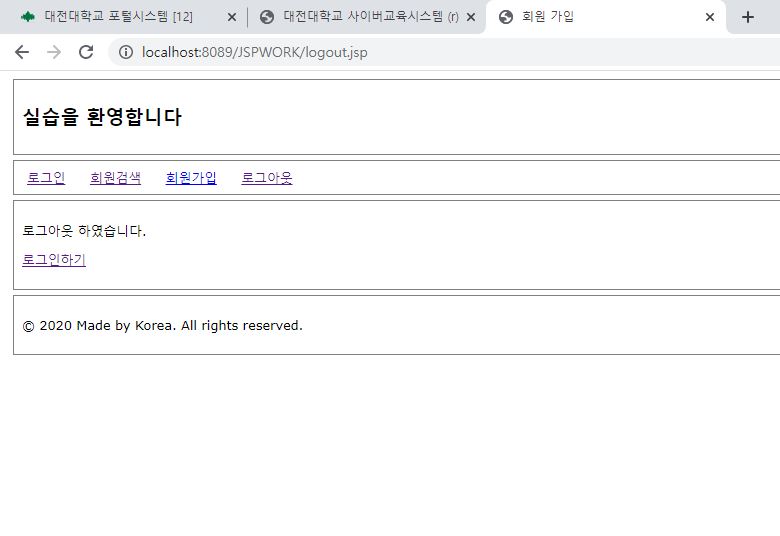 대전대학교 포털시스템 [12]
대전대학교 사이버교육시스템 (r)
회원 가입
localhost:8089/JSPWORK/logout.jsp
실습을 환영합니다
로그인 회원검색 회원가입 로그아웃
로그아웃 하였습니다.
로그인하기
© 2020 Made by Korea. All rights reserved.